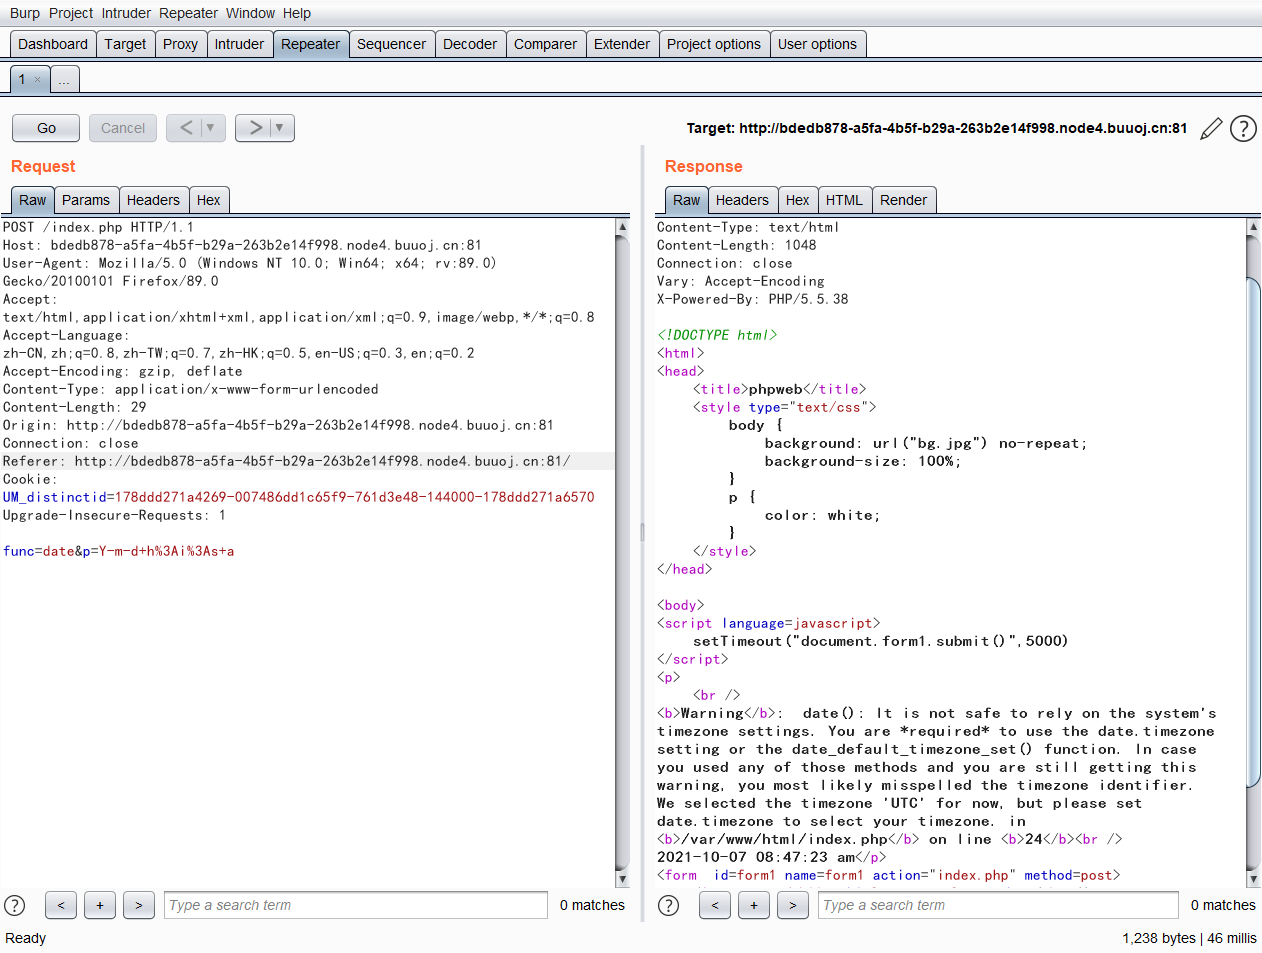 Burp Project Intruder Repeater Window Help
Dashboard Target Proxy Intruder Repeater Sequencer Decoder Comparer Extender Project options User options
1 × ...
Go Cancel < ▼ > ▼ Target: http://bdedb878-a5fa-4b5f-b29a-263b2e14f998.node4.buuoj.cn:81 ?
Request
Raw Params Headers Hex
POST /index.php HTTP/1.1
Host: bdedb878-a5fa-4b5f-b29a-263b2e14f998.node4.buuoj.cn:81
User-Agent: Mozilla/5.0 (Windows NT 10.0; Win64; x64; rv:89.0)
Gecko/20100101 Firefox/89.0
Accept:
text/html,application/xhtml+xml,application/xml;q=0.9,image/webp,*/*;q=0.8
Accept-Language:
zh-CN,zh;q=0.8,zh-TW;q=0.7,zh-HK;q=0.5,en-US;q=0.3,en;q=0.2
Accept-Encoding: gzip, deflate
Content-Type: application/x-www-form-urlencoded
Content-Length: 29
Origin: http://bdedb878-a5fa-4b5f-b29a-263b2e14f998.node4.buuoj.cn:81
Connection: close
Referer: http://bdedb878-a5fa-4b5f-b29a-263b2e14f998.node4.buuoj.cn:81/
Cookie:
UM_distinctid=178ddd271a4269-007486dd1c65f9-761d3e48-144000-178ddd271a6570
Upgrade-Insecure-Requests: 1
func=date&p=Y-m-d+h%3Ai%3As+a
? < + > Type a search term 0 matches
Response
Raw Headers Hex HTML Render
Content-Type: text/html
Content-Length: 1048
Connection: close
Vary: Accept-Encoding
X-Powered-By: PHP/5.5.38
<!DOCTYPE html>
<html>
<head>
<title>phpweb</title>
<style type="text/css">
body {
background: url("bg.jpg") no-repeat;
background-size: 100%;
}
p {
color: white;
}
</style>
</head>
<body>
<script language=javascript>
setTimeout("document.form1.submit()",5000)
</script>
<p>
<br />
<b>Warning</b>:  date(): It is not safe to rely on the system's
timezone settings. You are *required* to use the date.timezone
setting or the date_default_timezone_set() function. In case
you used any of those methods and you are still getting this
warning, you most likely misspelled the timezone identifier.
We selected the timezone 'UTC' for now, but please set
date.timezone to select your timezone. in
<b>/var/www/html/index.php</b> on line <b>24</b><br />
2021-10-07 08:47:23 am</p>
<form  id=form1 name=form1 action="index.php" method=post>
? < + > Type a search term 0 matches
Ready 1,238 bytes | 46 millis